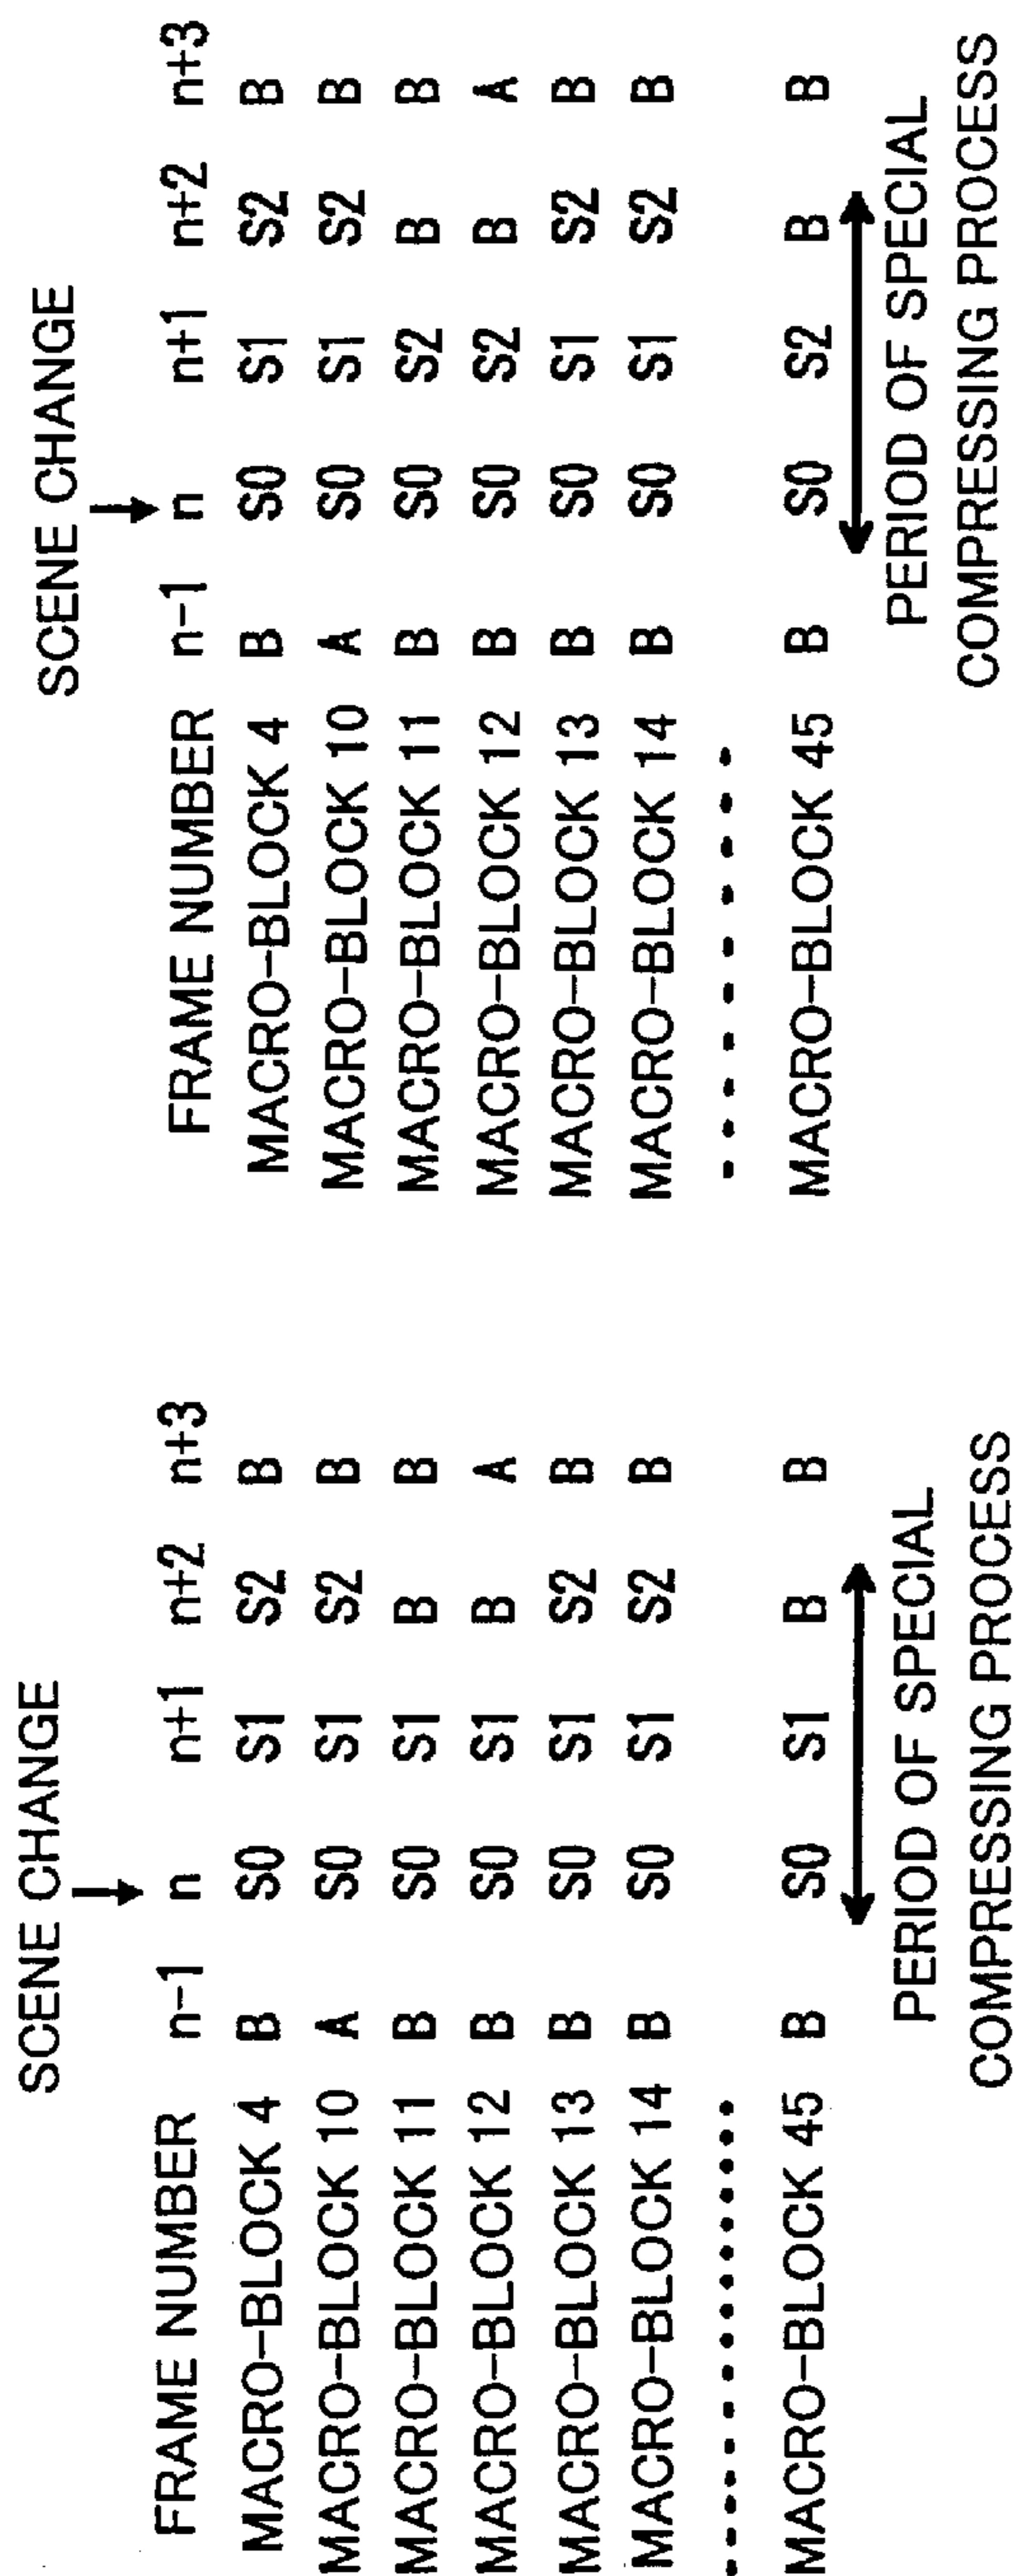 SCENE CHANGE
FRAME NUMBER n−1 n n+1 n+2 n+3
MACRO−BLOCK 4 B S0 S1 S2 B
MACRO−BLOCK 10 A S0 S1 S2 B
MACRO−BLOCK 11 B S0 S1 B B
MACRO−BLOCK 12 B S0 S1 B A
MACRO−BLOCK 13 B S0 S1 S2 B
MACRO−BLOCK 14 B S0 S1 S2 B
MACRO−BLOCK 45 B S0 S1 B B
PERIOD OF SPECIAL
COMPRESSING PROCESS
SCENE CHANGE
FRAME NUMBER n−1 n n+1 n+2 n+3
MACRO−BLOCK 4 B S0 S1 S2 B
MACRO−BLOCK 10 A S0 S1 S2 B
MACRO−BLOCK 11 B S0 S2 B B
MACRO−BLOCK 12 B S0 S2 B A
MACRO−BLOCK 13 B S0 S1 S2 B
MACRO−BLOCK 14 B S0 S1 S2 B
MACRO−BLOCK 45 B S0 S2 B B
PERIOD OF SPECIAL
COMPRESSING PROCESS